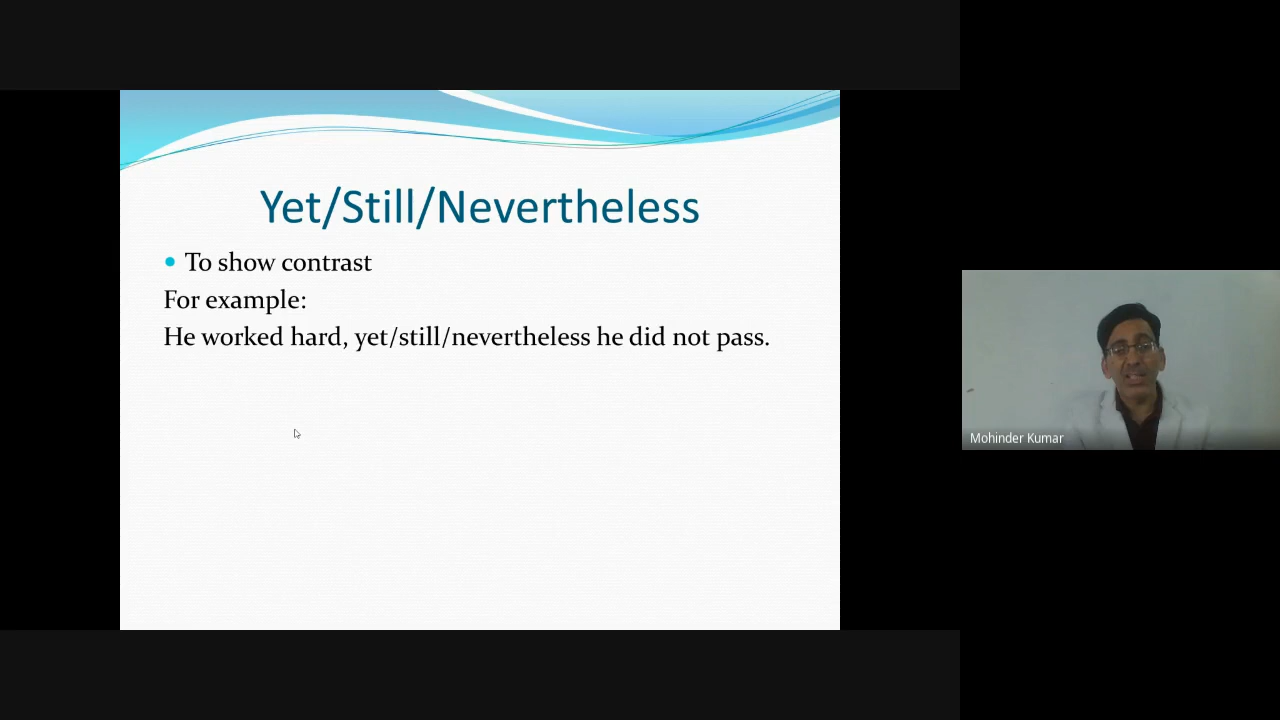 Yet/Still/Nevertheless
To show contrast
For example:
He worked hard, yet/still/nevertheless he did not pass.
Mohinder Kumar